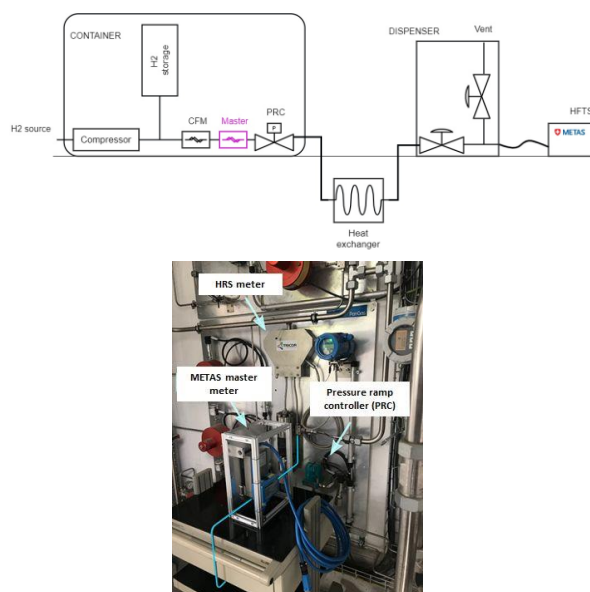 CONTAINER
H2
storage
H2 source
Compressor
CFM
Master
PRC
P
Heat
exchanger
DISPENSER
Vent
HFTS
METAS
HRS meter
METAS master
meter
Pressure ramp
controller (PRC)